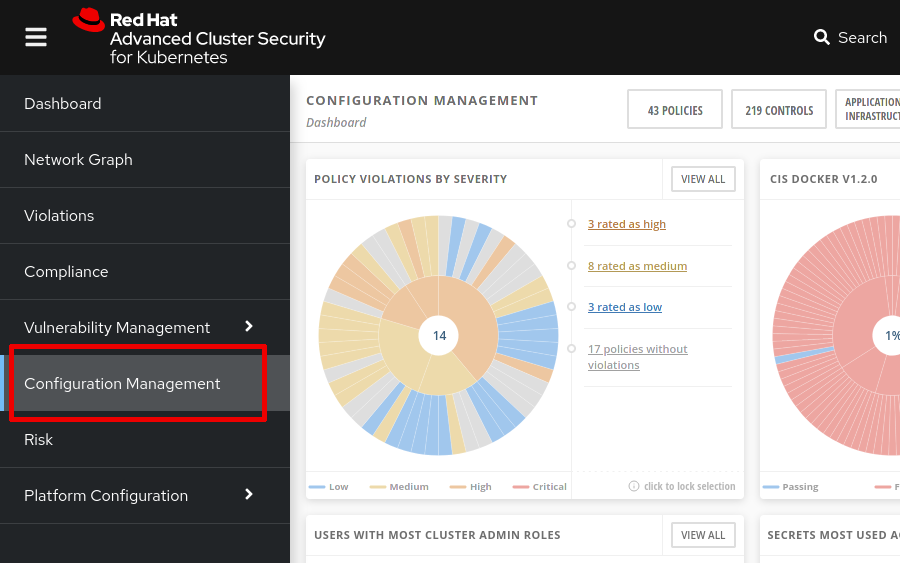 Red Hat
Advanced Cluster Security
for Kubernetes
Search
Dashboard
Network Graph
Violations
Compliance
Vulnerability Management
Configuration Management
Risk
Platform Configuration
CONFIGURATION MANAGEMENT
Dashboard
43 POLICIES
219 CONTROLS
POLICY VIOLATIONS BY SEVERITY
VIEW ALL
14
3 rated as high
8 rated as medium
3 rated as low
17 policies without
violations
Low
Medium
High
Critical
click to lock selection
CIS DOCKER V1.2.0
1%
Passing
USERS WITH MOST CLUSTER ADMIN ROLES
VIEW ALL
SECRETS MOST USED